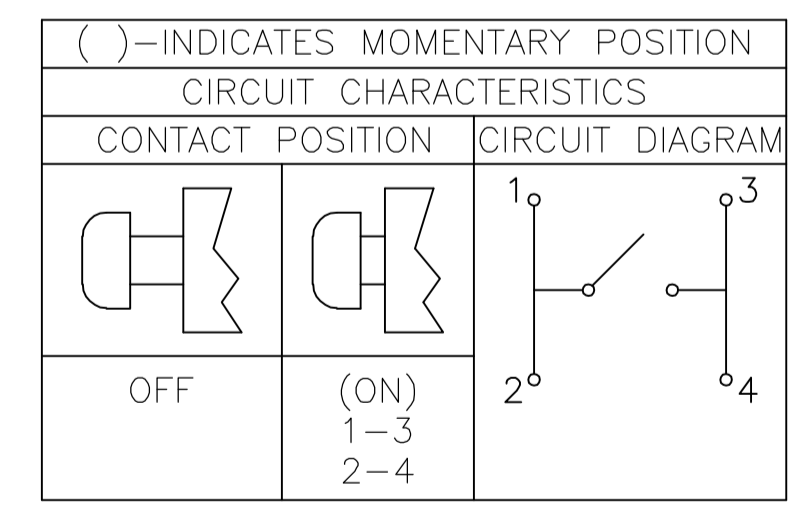 ( )-INDICATES MOMENTARY POSITION
CIRCUIT CHARACTERISTICS
CONTACT POSITION
CIRCUIT DIAGRAM
1
3
2
4
OFF
(ON)
1-3
2-4